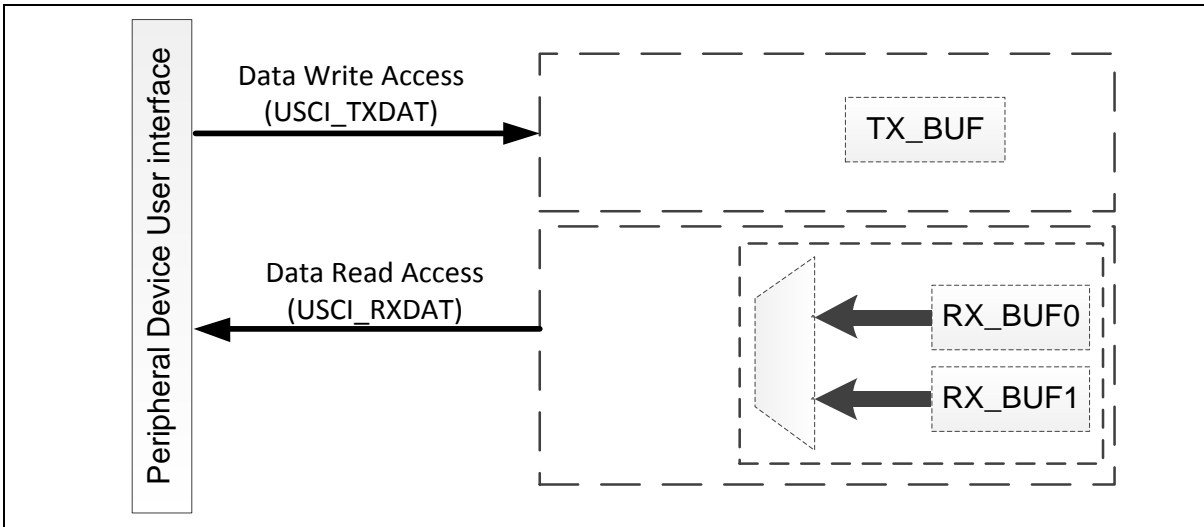 Peripheral Device User interface
Data Write Access
(USCI_TXDAT)
TX_BUF
Data Read Access
(USCI_RXDAT)
RX_BUF0
RX_BUF1